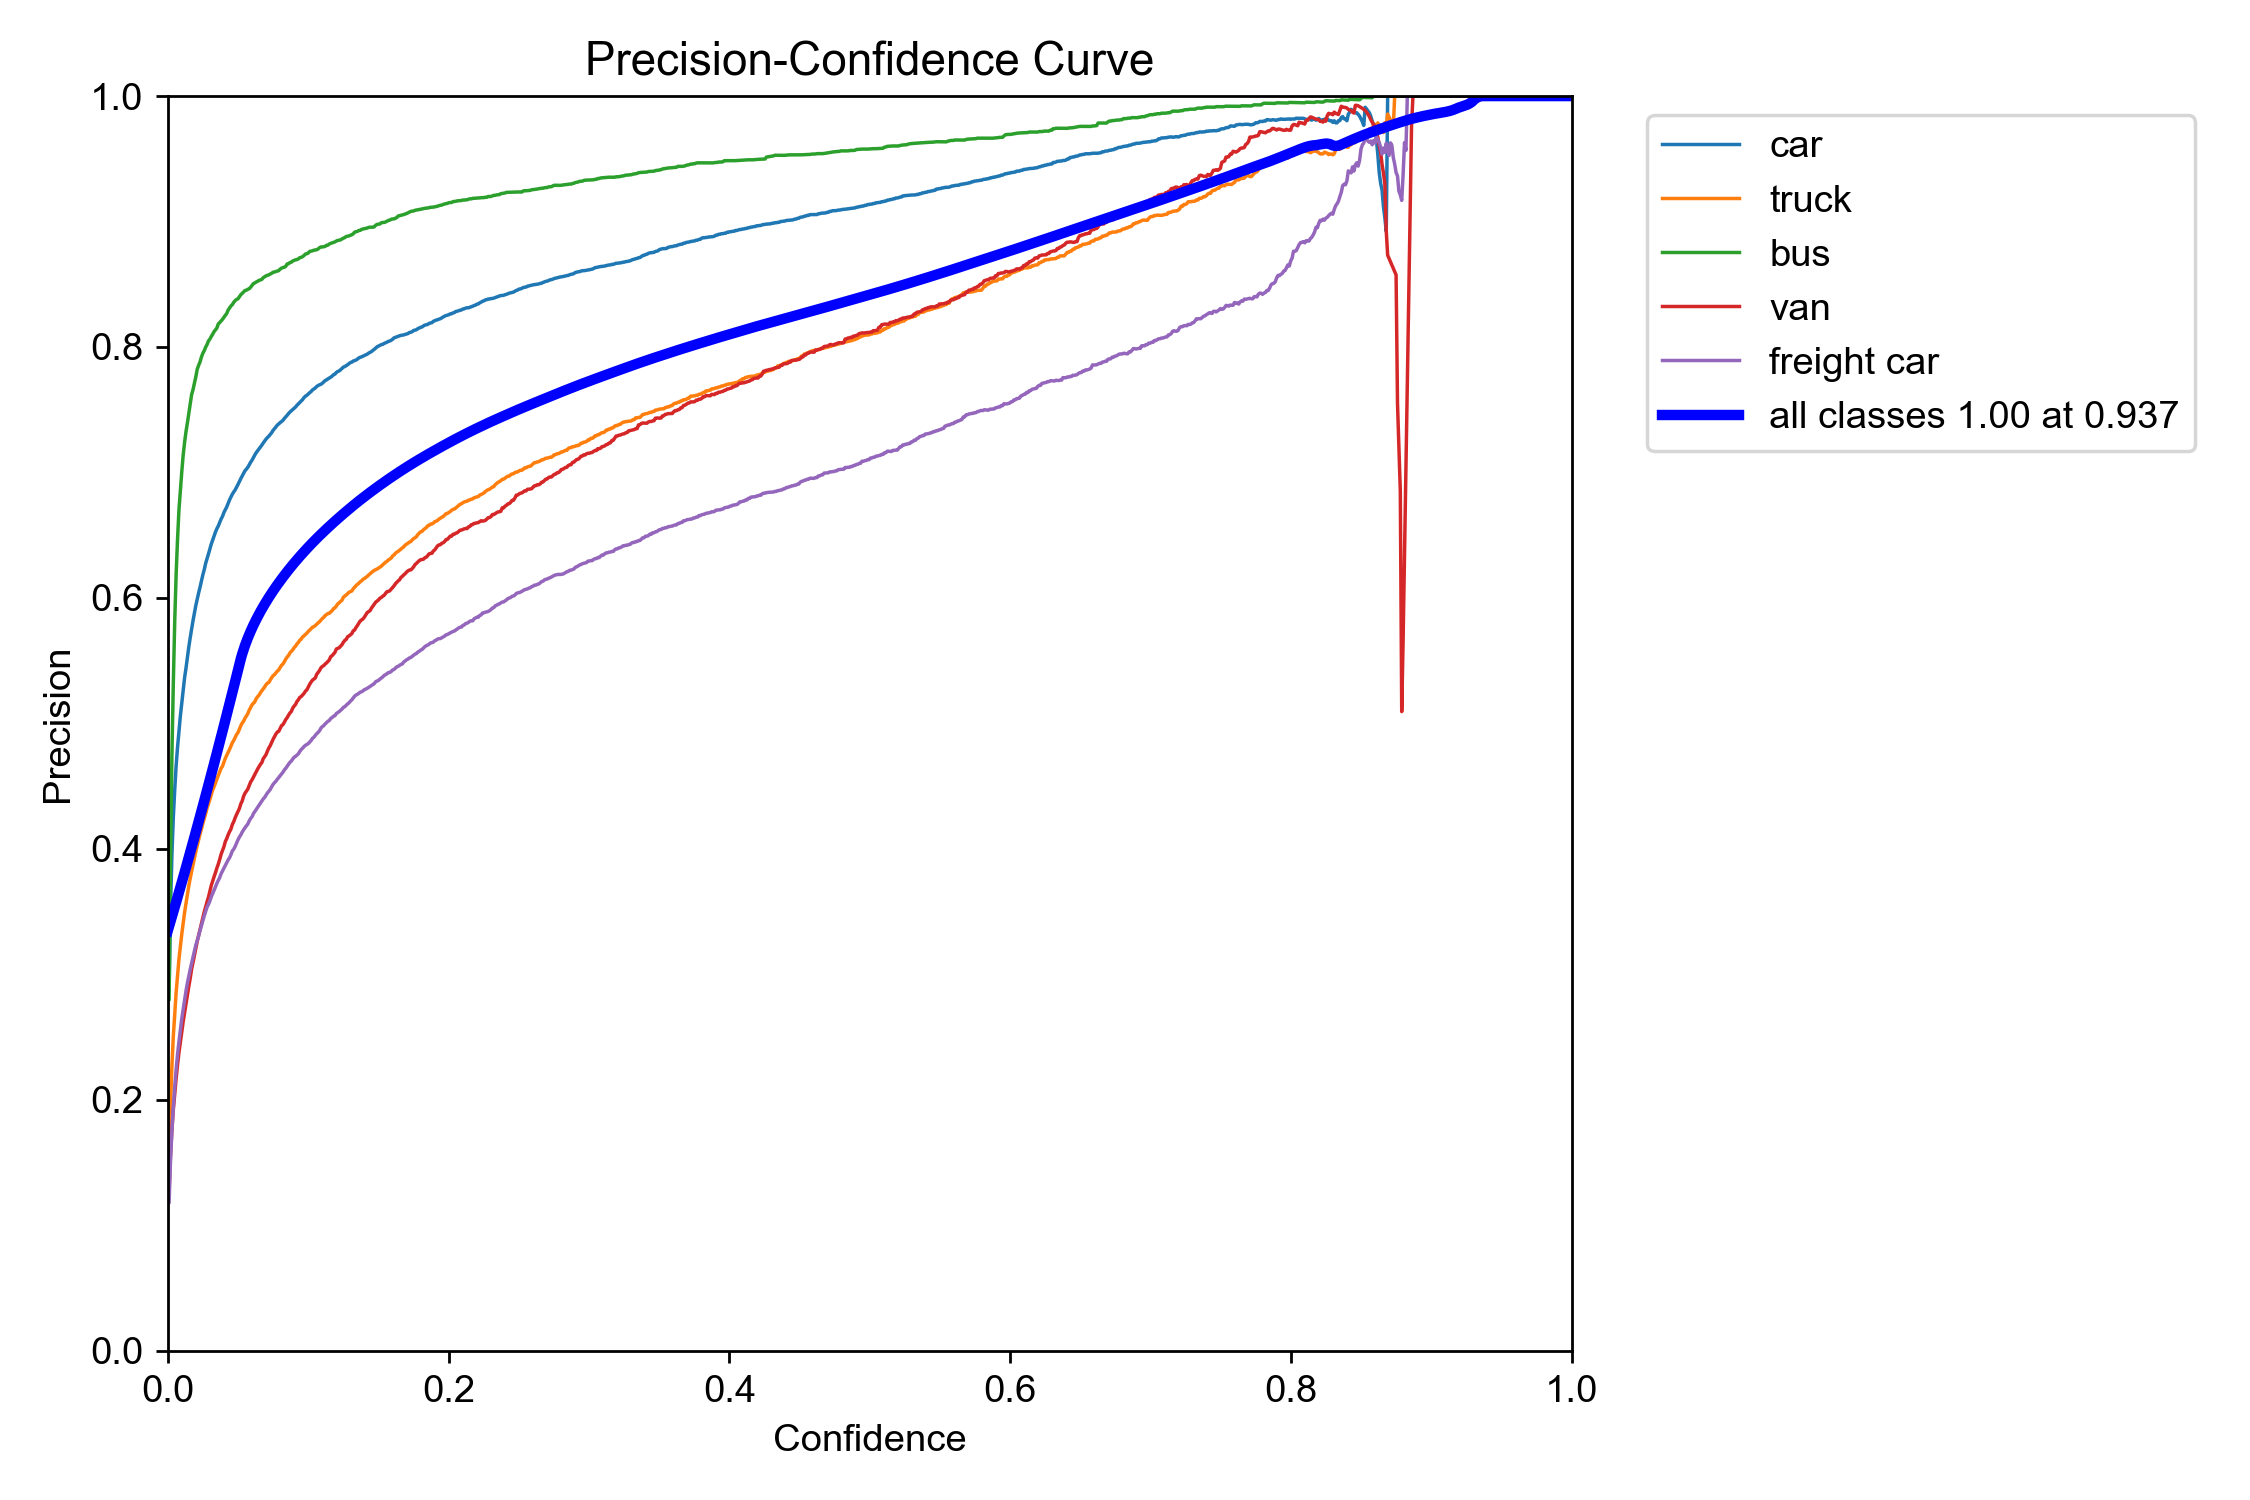 Precision-Confidence Curve
1.0
0.8
0.6
0.4
0.2
0.0
Precision
0.0 0.2 0.4 0.6 0.8 1.0
Confidence
car
truck
bus
van
freight car
all classes 1.00 at 0.937